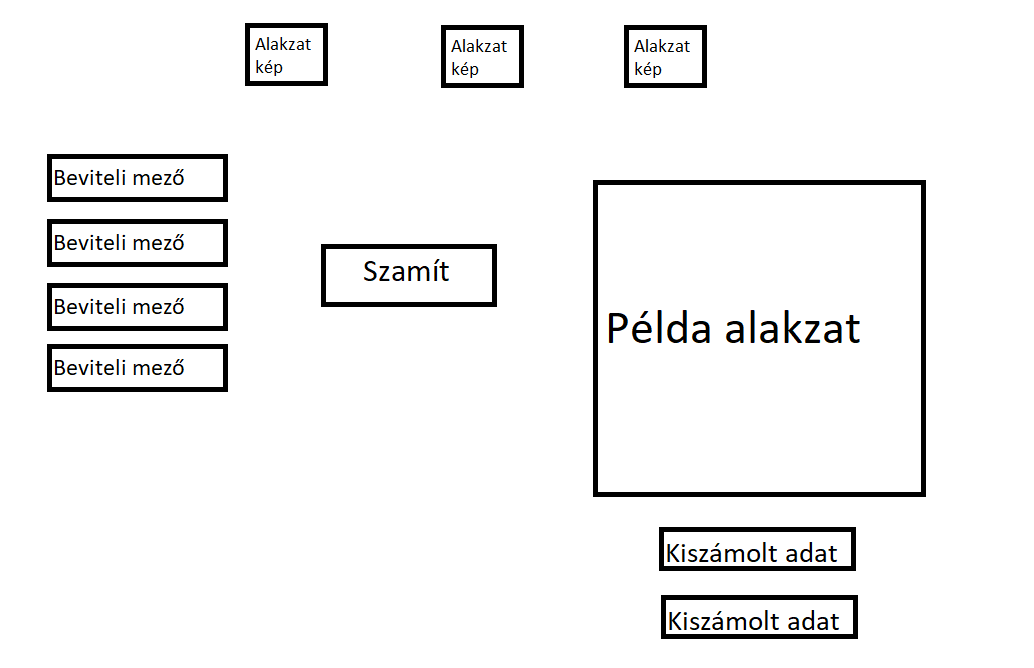 Alakzat
kép
Alakzat
kép
Alakzat
kép
Beviteli mező
Beviteli mező
Beviteli mező
Beviteli mező
Szamít
Példa alakzat
Kiszámolt adat
Kiszámolt adat